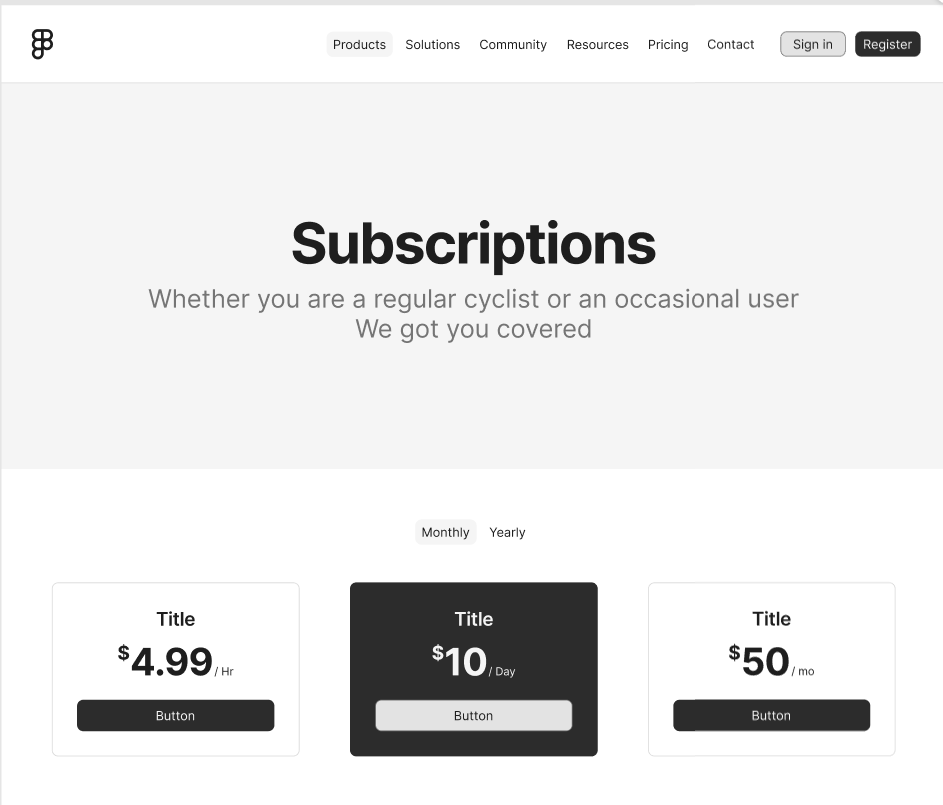 Products Solutions Community Resources Pricing Contact Sign in Register
Subscriptions
Whether you are a regular cyclist or an occasional user
We got you covered
Monthly Yearly
Title
$4.99 / Hr
Button
Title
$10 / Day
Button
Title
$50 / mo
Button